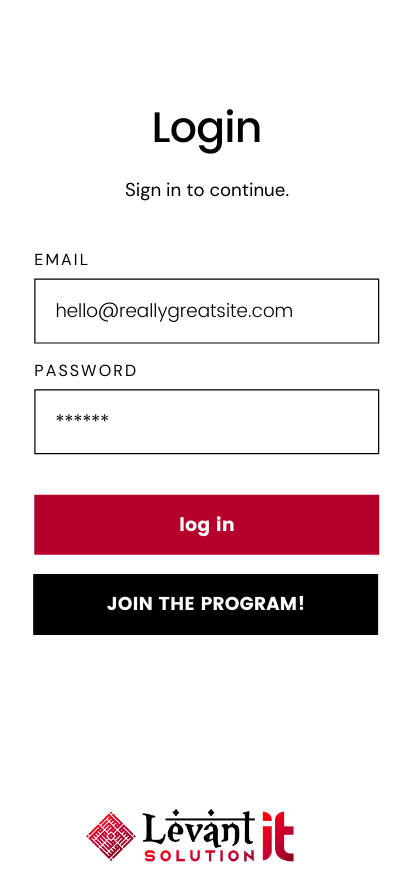 Login
Sign in to continue.
EMAIL
hello@reallygreatsite.com
PASSWORD
******
log in
JOIN THE PROGRAM!
Levant it
SOLUTION